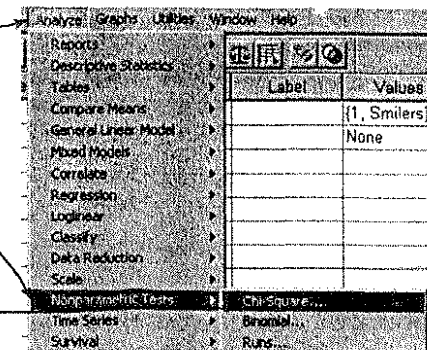 Analyze Graphs Utilities Window Help
Reports
Descriptive Statistics
Tables
Label Values
Compare Means
{1, Smilers}
General Linear Model
None
Mixed Models
Correlate
Regression
Loglinear
Classify
Data Reduction
Scale
Nonparametric Tests Chi-Square...
Time Series Binomial...
Survival Runs...